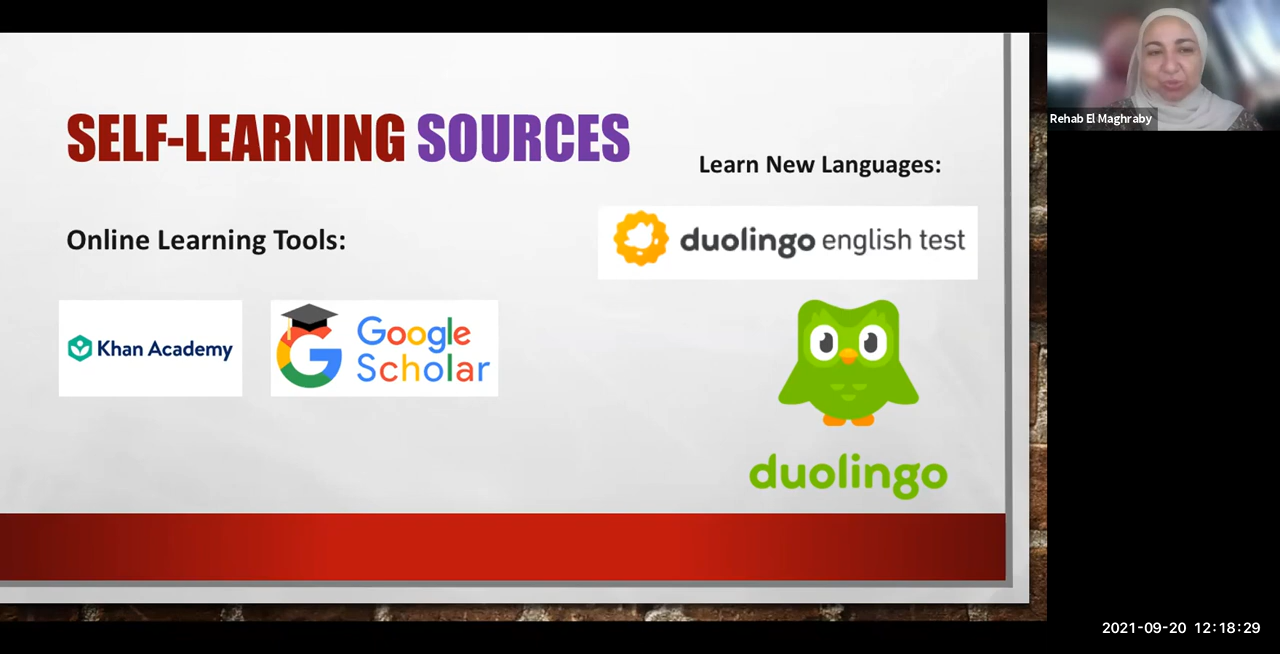 SELF-LEARNING SOURCES
Online Learning Tools:
Khan Academy
Google
Scholar
Learn New Languages:
duolingo english test
duolingo
Rehab El Maghraby
2021-09-20 12:18:29